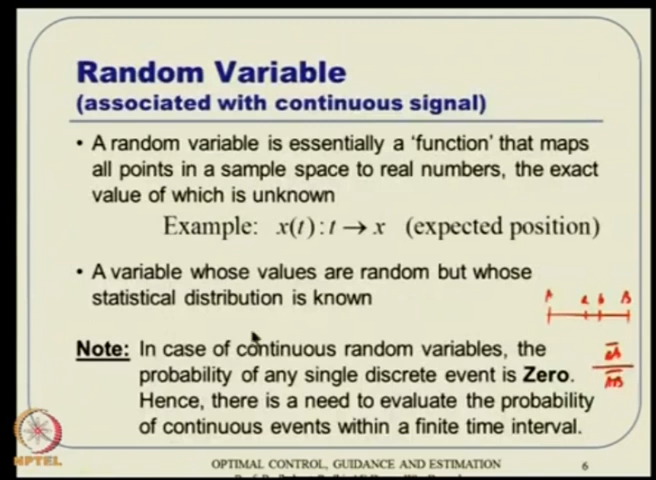 Random Variable
(associated with continuous signal)
• A random variable is essentially a 'function' that maps
all points in a sample space to real numbers, the exact
value of which is unknown
Example: x(t) : t → x (expected position)
• A variable whose values are random but whose
statistical distribution is known
A a b B
Note: In case of continuous random variables, the
probability of any single discrete event is Zero.
Hence, there is a need to evaluate the probability
of continuous events within a finite time interval.
ab
AB
NPTEL
OPTIMAL CONTROL, GUIDANCE AND ESTIMATION
6